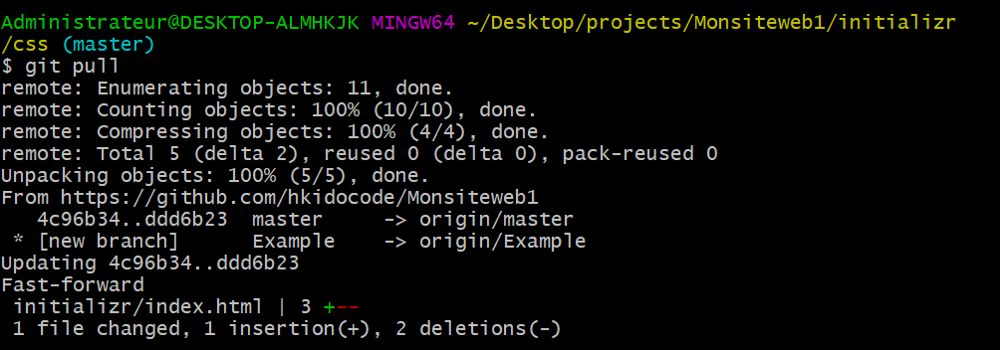 Administrateur@DESKTOP-ALMHKJK MINGW64 ~/Desktop/projects/Monsiteweb1/initializr
/css (master)
$ git pull
remote: Enumerating objects: 11, done.
remote: Counting objects: 100% (10/10), done.
remote: Compressing objects: 100% (4/4), done.
remote: Total 5 (delta 2), reused 0 (delta 0), pack-reused 0
Unpacking objects: 100% (5/5), done.
From https://github.com/hkidocode/Monsiteweb1
   4c96b34..ddd6b23  master     -> origin/master
 * [new branch]      Example    -> origin/Example
Updating 4c96b34..ddd6b23
Fast-forward
 initializr/index.html | 3 +--
 1 file changed, 1 insertion(+), 2 deletions(-)